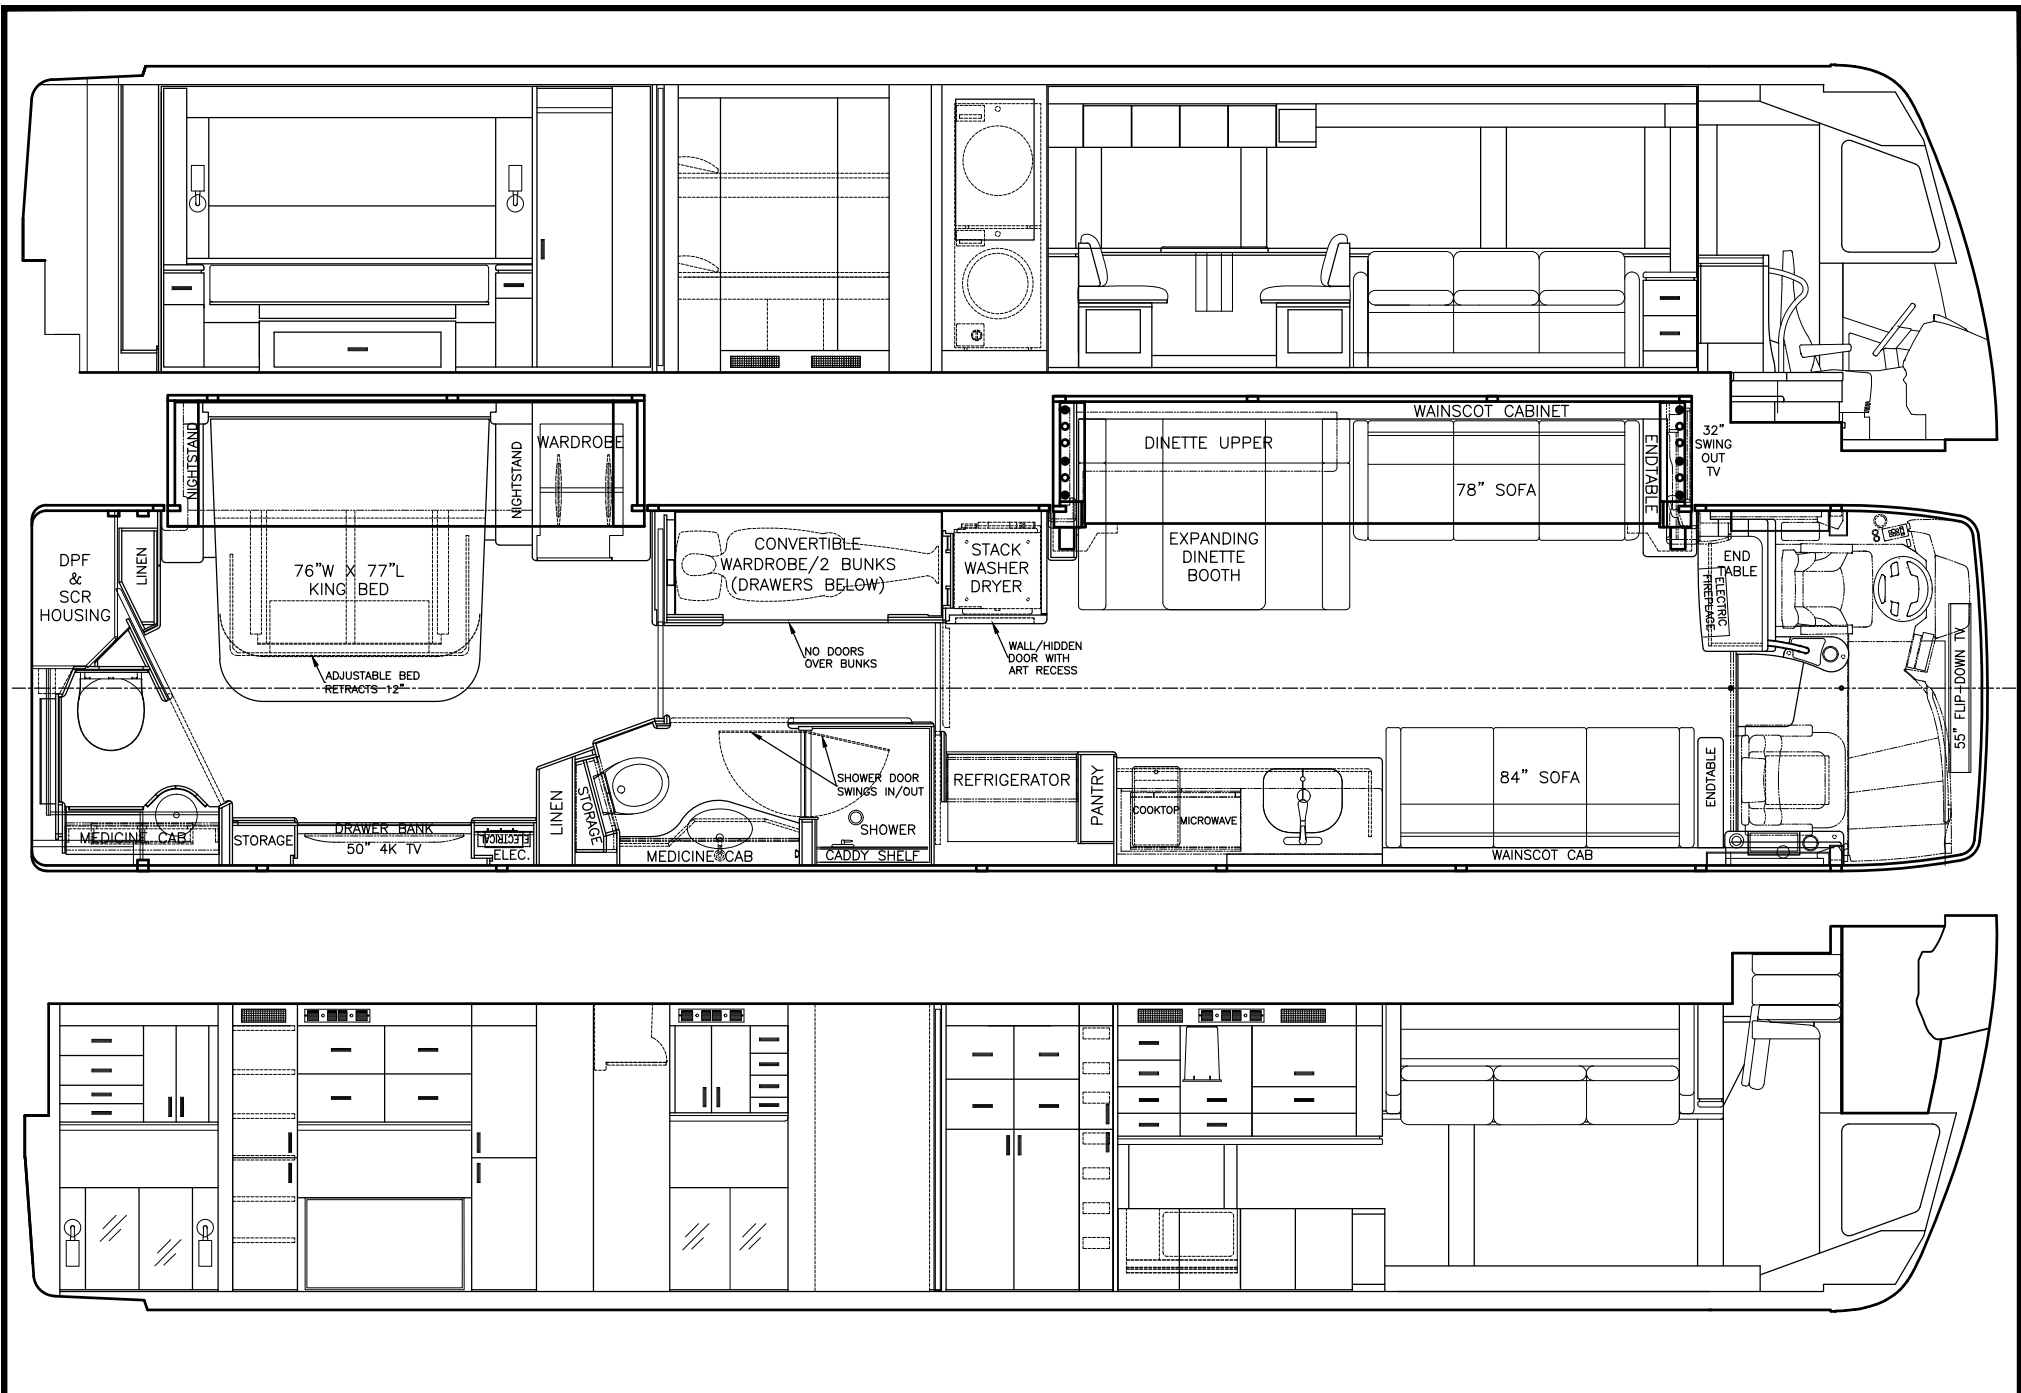 WAINSCOT CABINET
NIGHTSTAND
NIGHTSTAND
WARDROBE
DINETTE UPPER
78" SOFA
ENDTABLE
32"
SWING
OUT
TV
DPF
&
SCR
HOUSING
LINEN
76"W X 77"L
KING BED
CONVERTIBLE
WARDROBE/2 BUNKS
(DRAWERS BELOW)
STACK
WASHER
DRYER
EXPANDING
DINETTE
BOOTH
END
TABLE
ELECTRIC
FIREPLACE
ADJUSTABLE BED
RETRACTS 12"
NO DOORS
OVER BUNKS
WALL/HIDDEN
DOOR WITH
ART RECESS
55" FLIP-DOWN TV
SHOWER DOOR
SWINGS IN/OUT
REFRIGERATOR
PANTRY
COOKTOP
MICROWAVE
84" SOFA
ENDTABLE
MEDICINE CAB
STORAGE
DRAWER BANK
50" 4K TV
ELECTRICAL
ELEC.
LINEN
STORAGE
MEDICINE CAB
SHOWER
CADDY SHELF
WAINSCOT CAB